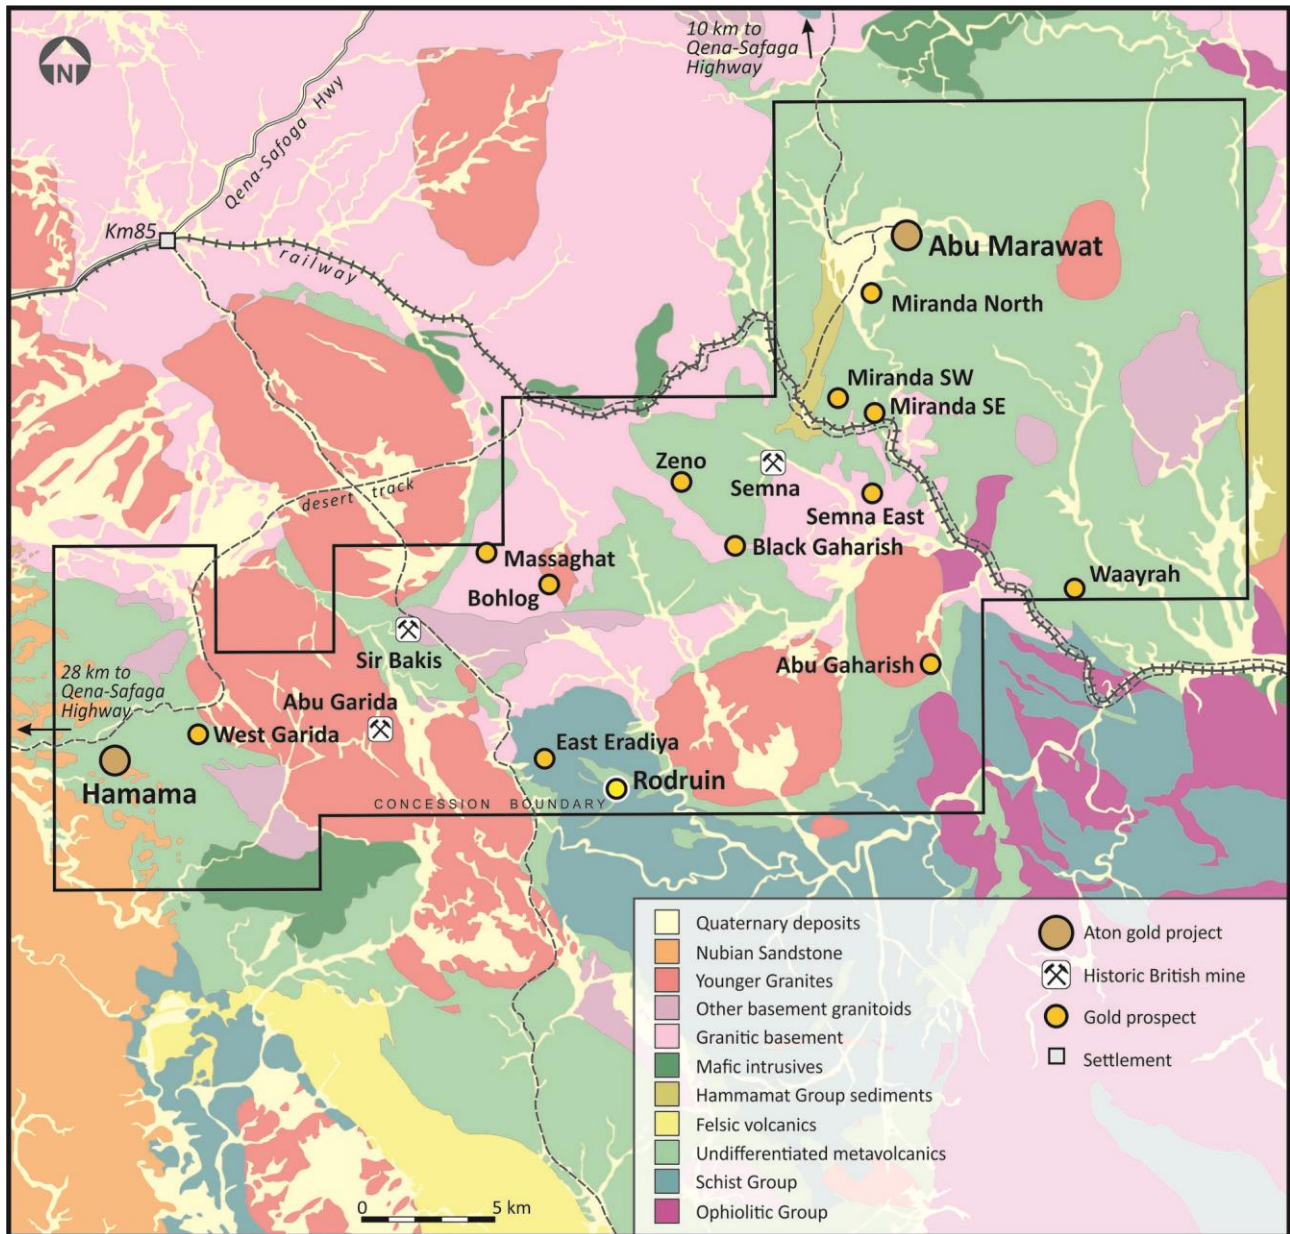 10 km to
Qena-Safaga
Highway
N
Qena-Safoga Hwy
Km85
railway
Abu Marawat
Miranda North
Miranda SW
Miranda SE
Zeno
Semna
desert track
Semna East
Black Gaharish
Massaghat
Waayrah
Bohlog
Sir Bakis
Abu Gaharish
28 km to
Qena-Safaga
Highway
Abu Garida
West Garida
East Eradiya
Rodruin
Hamama
CONCESSION BOUNDARY
Quaternary deposits
Nubian Sandstone
Younger Granites
Other basement granitoids
Granitic basement
Mafic intrusives
Hammamat Group sediments
Felsic volcanics
Undifferentiated metavolcanics
Schist Group
Ophiolitic Group
Aton gold project
Historic British mine
Gold prospect
Settlement
0 5 km